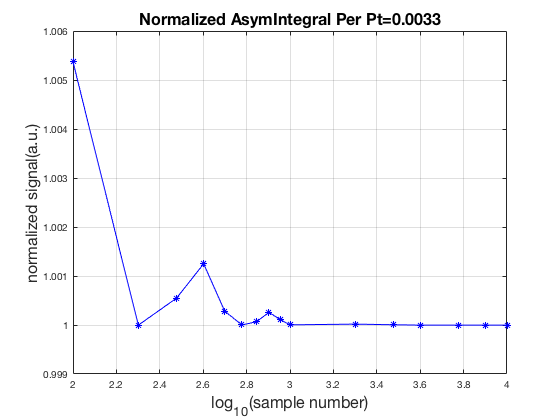 Normalized AsymIntegral Per Pt=0.0033
1.006
1.005
1.004
1.003
1.002
1.001
1
0.999
normalized signal(a.u.)
2 2.2 2.4 2.6 2.8 3 3.2 3.4 3.6 3.8 4
log10(sample number)